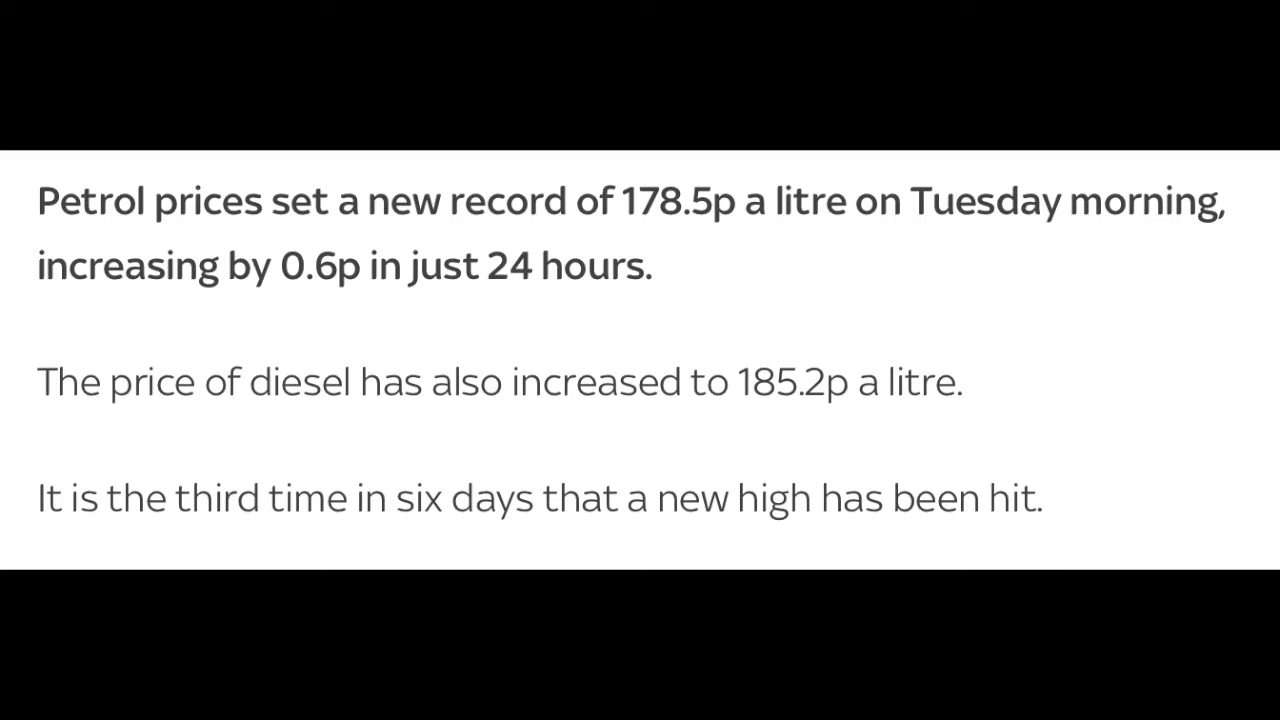 Petrol prices set a new record of 178.5p a litre on Tuesday morning,
increasing by 0.6p in just 24 hours.
The price of diesel has also increased to 185.2p a litre.
It is the third time in six days that a new high has been hit.